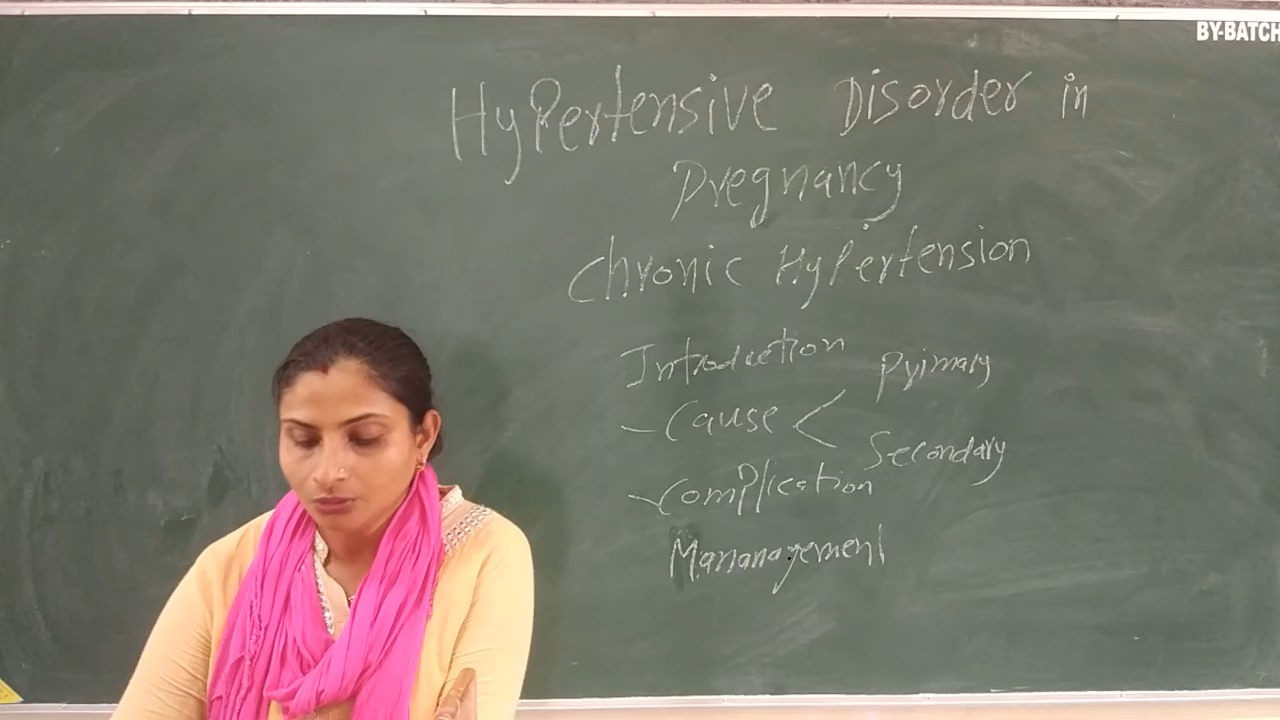 BY-BATCH
Hypertensive Disorder in
Pregnancy
Chronic Hypertension
Introduction
Primary
- Cause <
Secondary
- Complication
Mananagement